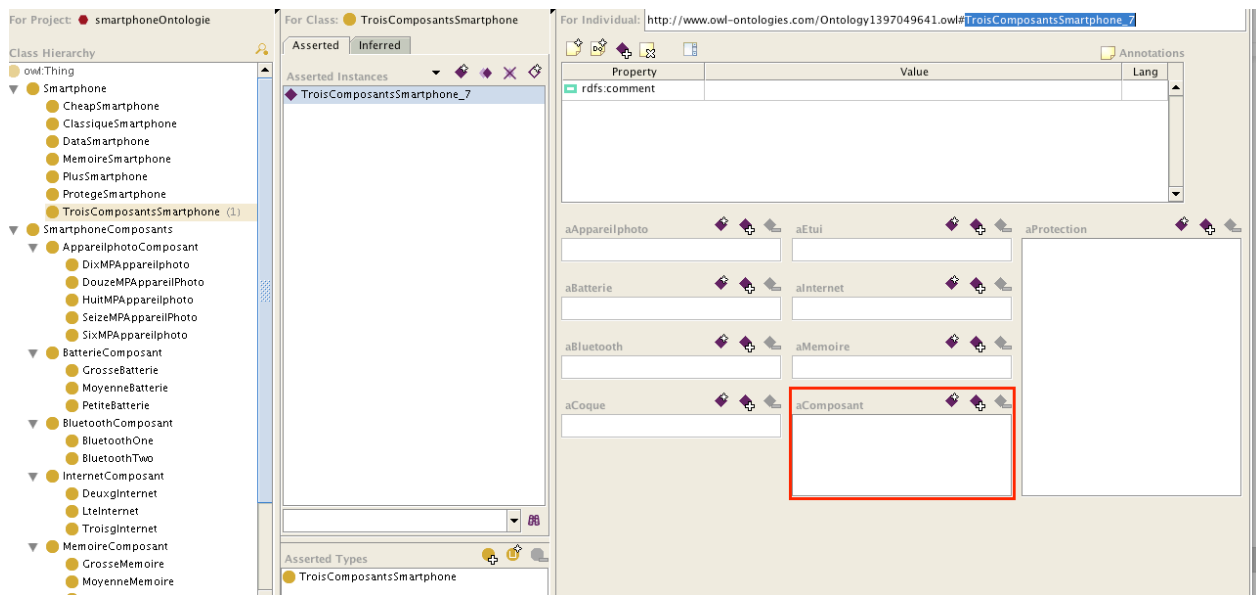 For Project: smartphoneOntologie
Class Hierarchy
owl:Thing
Smartphone
CheapSmartphone
ClassiqueSmartphone
DataSmartphone
MemoireSmartphone
PlusSmartphone
ProtegeSmartphone
TroisComposantsSmartphone (1)
SmartphoneComposants
AppareilphotoComposant
DixMPAppareilphoto
DouzeMPAppareilPhoto
HuitMPAppareilphoto
SeizeMPAppareilPhoto
SixMPAppareilphoto
BatterieComposant
GrosseBatterie
MoyenneBatterie
PetiteBatterie
BluetoothComposant
BluetoothOne
BluetoothTwo
InternetComposant
DeuxgInternet
LteInternet
TroisgInternet
MemoireComposant
GrosseMemoire
MoyenneMemoire
For Class: TroisComposantsSmartphone
Asserted Inferred
Asserted Instances
TroisComposantsSmartphone_7
Asserted Types
TroisComposantsSmartphone
For Individual: http://www.owl-ontologies.com/Ontology1397049641.owl#TroisComposantsSmartphone_7
Annotations
Property Value Lang
rdfs:comment
aAppareilphoto aEtui aProtection
aBatterie aInternet
aBluetooth aMemoire
aCoque aComposant